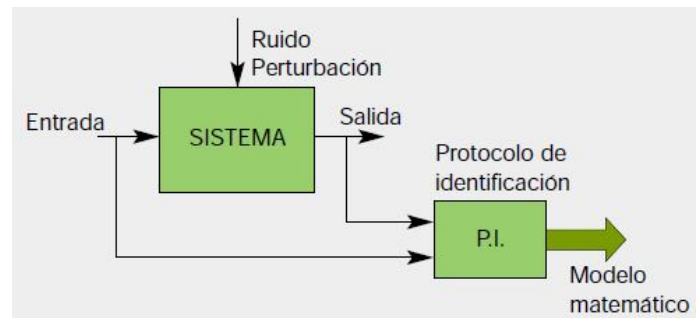 Ruido
Perturbación
Entrada
SISTEMA
Salida
Protocolo de
identificación
P.I.
Modelo
matemático